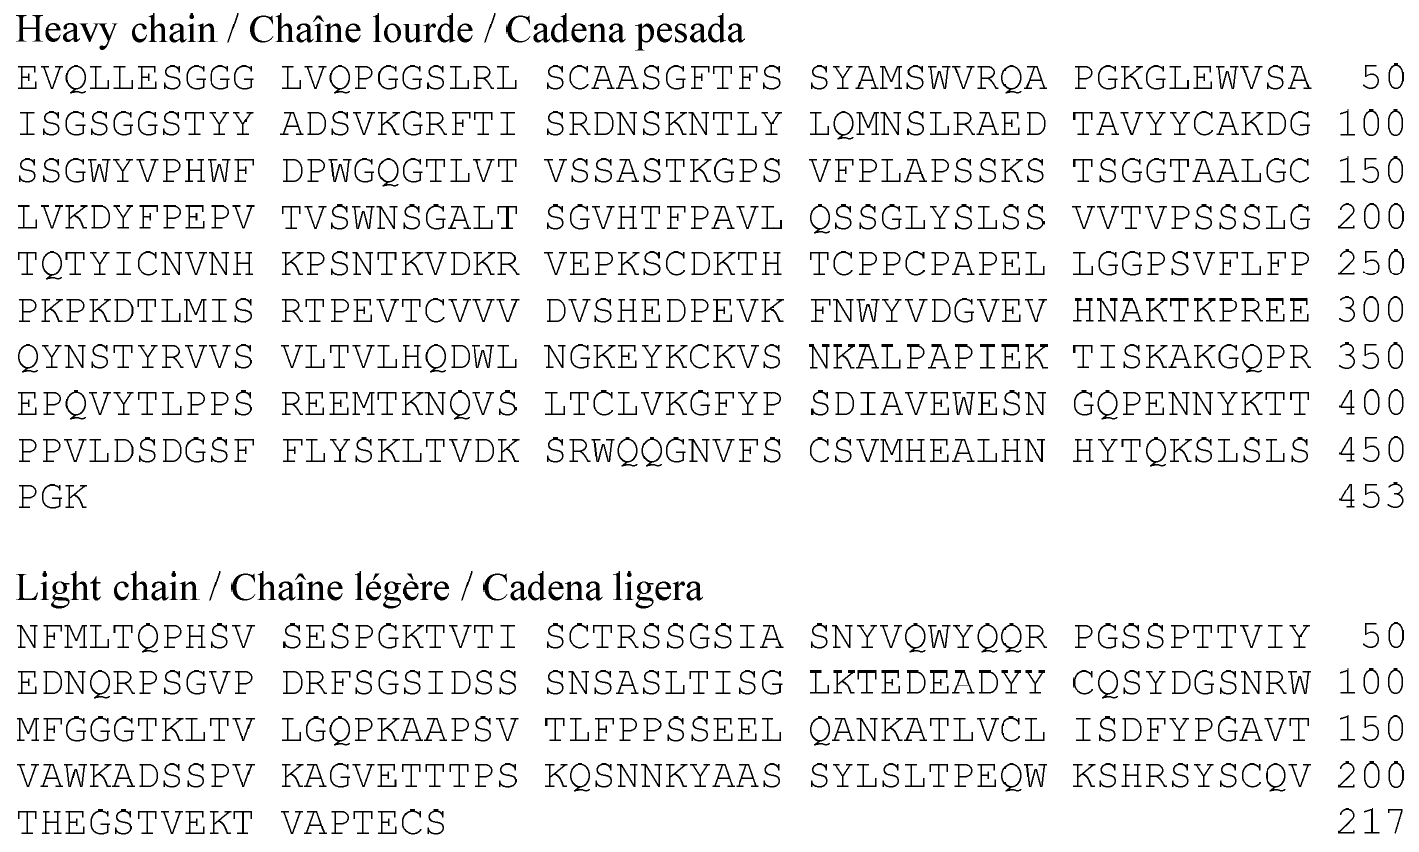 Heavy chain / Chaîne lourde / Cadena pesada
EVQLLESGGG LVQPGGSLRL SCAASGFTFS SYAMSWVRQA PGKGLEWVSA 50
ISGSGGSTYY ADSVKGRFTI SRDNSKNTLY LQMNSLRAED TAVYYCAKDG 100
SSGWYVPHWF DPWGQGTLVT VSSASTKGPS VFPLAPSSKS TSGGTAALGC 150
LVKDYFPEPV TVSWNSGALT SGVHTFPAVL QSSGLYSLSS VVTVPSSSLG 200
TQTYICNVNH KPSNTKVDKR VEPKSCDKTH TCPPCPAPEL LGGPSVFLFP 250
PKPKDTLMIS RTPEVTCVVV DVSHEDPEVK FNWYVDGVEV HNAKTKPREE 300
QYNSTYRVVS VLTVLHQDWL NGKEYKCKVS NKALPAPIEK TISKAKGQPR 350
EPQVYTLPPS REEMTKNQVS LTCLVKGFYP SDIAVEWESN GQPENNYKTT 400
PPVLDSDGSF FLYSKLTVDK SRWQQGNVFS CSVMHEALHN HYTQKSLSLS 450
PGK 453
Light chain / Chaîne légère / Cadena ligera
NFMLTQPHSV SESPGKTVTI SCTRSSGSIA SNYVQWYQQR PGSSPTTVIY 50
EDNQRPSGVP DRFSGSIDSS SNSASLTISG LKTEDEADYY CQSYDGSNRW 100
MFGGGTKLTV LGQPKAAPSV TLFPPSSEEL QANKATLVCL ISDFYPGAVT 150
VAWKADSSPV KAGVETTTPS KQSNNKYAAS SYLSLTPEQW KSHRSYSCQV 200
THEGSTVEKT VAPTECS 217